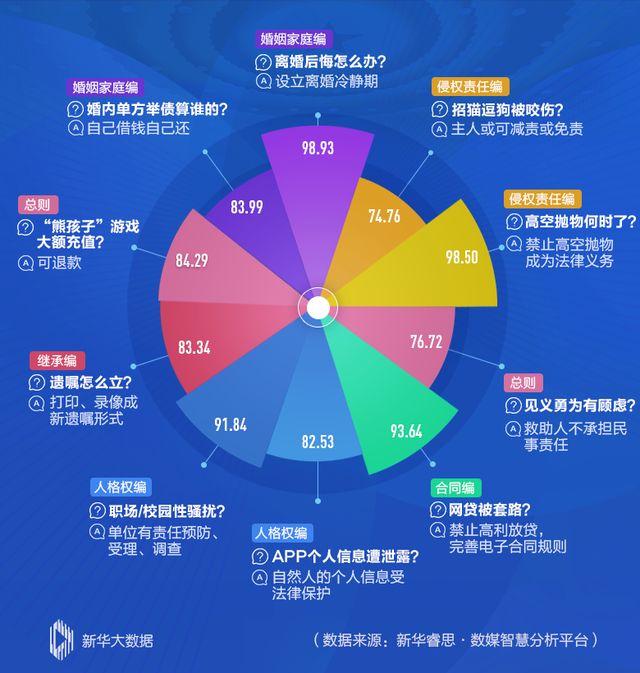 婚姻家庭编
离婚后悔怎么办?
设立离婚冷静期
侵权责任编
招猫逗狗被咬伤?
主人或可减责或免责
侵权责任编
高空抛物何时了?
禁止高空抛物
成为法律义务
总则
见义勇为有顾虑?
救助人不承担民
事责任
合同编
网贷被套路?
禁止高利放贷,
完善电子合同规则
人格权编
APP个人信息遭泄露?
自然人的个人信息受
法律保护
人格权编
职场/校园性骚扰?
单位有责任预防、
受理、调查
继承编
遗嘱怎么立?
打印、录像成
新遗嘱形式
总则
“熊孩子”游戏
大额充值?
可退款
婚姻家庭编
婚内单方举债算谁的?
自己借钱自己还
98.93
74.76
98.50
76.72
93.64
82.53
91.84
83.34
84.29
83.99
新华大数据
(数据来源：新华睿思·数媒智慧分析平台)